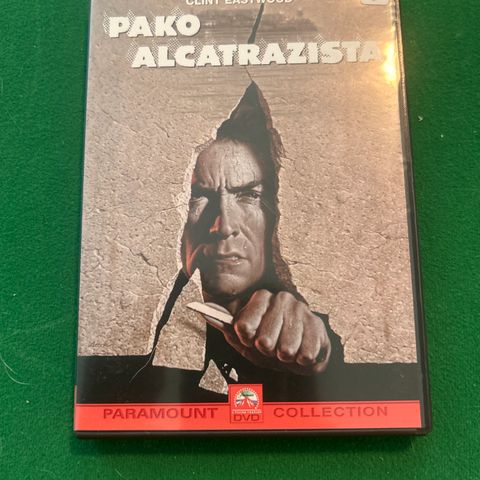 CLINT EASTWOOD
PAKO
ALCATRAZISTA
PARAMOUNT DVD COLLECTION